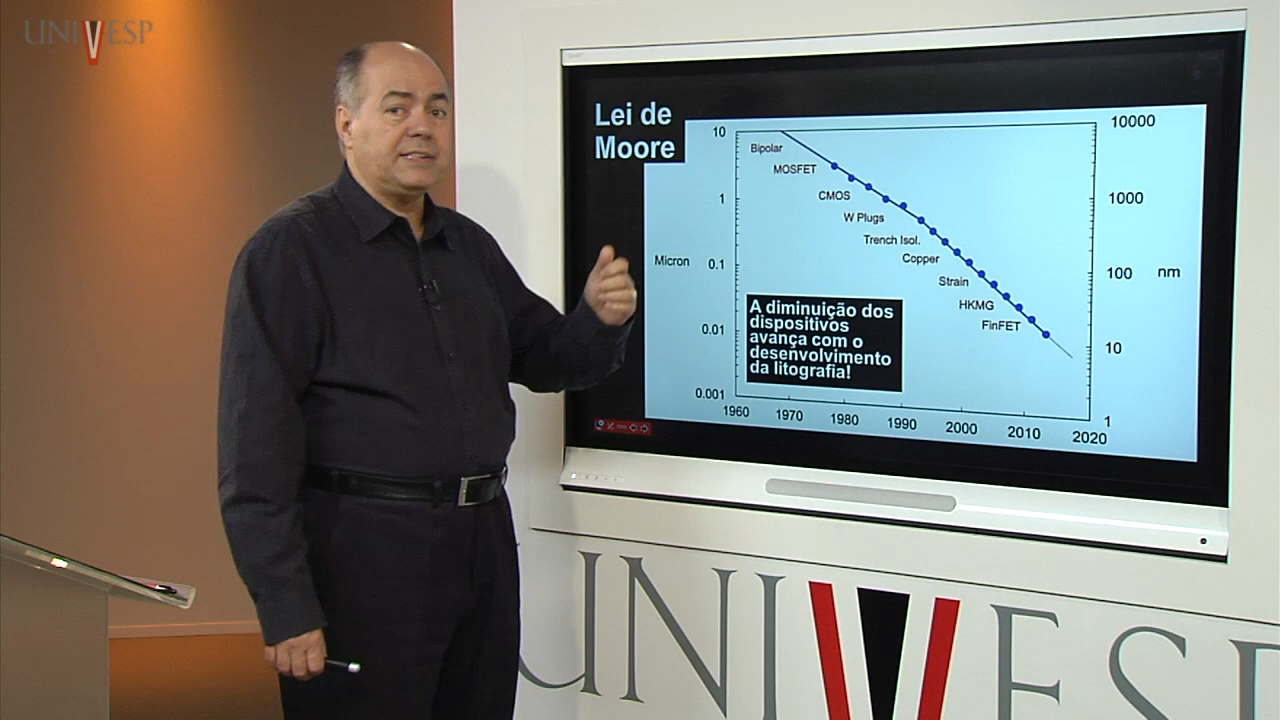 UNIVESP
Lei de
Moore
10
1
Micron
0.1
0.01
0.001
10000
1000
100
nm
10
1
Bipolar
MOSFET
CMOS
W Plugs
Trench Isol.
Copper
Strain
HKMG
FinFET
A diminuição dos
dispositivos
avança com o
desenvolvimento
da litografia!
1960 1970 1980 1990 2000 2010 2020
UNIVESP